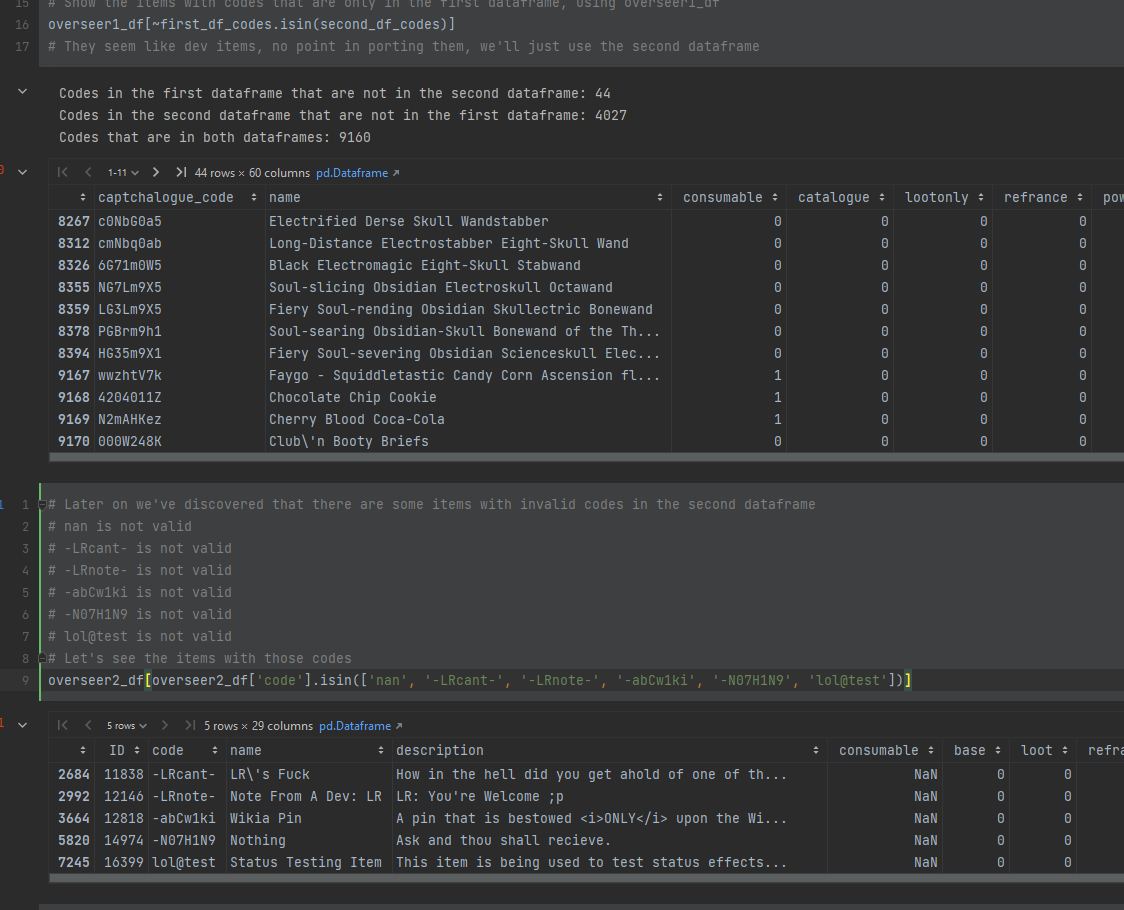 15 # Show the items with codes that are only in the first dataframe, using overseer1_df
16 overseer1_df[~first_df_codes.isin(second_df_codes)]
17 # They seem like dev items, no point in porting them, we'll just use the second dataframe
Codes in the first dataframe that are not in the second dataframe: 44
Codes in the second dataframe that are not in the first dataframe: 4027
Codes that are in both dataframes: 9160
1-11 44 rows × 60 columns pd.Dataframe
captchalogue_code name consumable catalogue lootonly refrance pow
8267 c0NbG0a5 Electrified Derse Skull Wandstabber 0 0 0 0
8312 cmNbq0ab Long-Distance Electrostabber Eight-Skull Wand 0 0 0 0
8326 6G71m0W5 Black Electromagic Eight-Skull Stabwand 0 0 0 0
8355 NG7Lm9X5 Soul-slicing Obsidian Electroskull Octawand 0 0 0 0
8359 LG3Lm9X5 Fiery Soul-rending Obsidian Skullectric Bonewand 0 0 0 0
8378 PGBrm9h1 Soul-searing Obsidian-Skull Bonewand of the Th... 0 0 0 0
8394 HG35m9X1 Fiery Soul-severing Obsidian Scienceskull Elec... 0 0 0 0
9167 wwzhtV7k Faygo - Squiddletastic Candy Corn Ascension fl... 1 0 0 0
9168 4204011Z Chocolate Chip Cookie 1 0 0 0
9169 N2mAHKez Cherry Blood Coca-Cola 1 0 0 0
9170 000W248K Club\'n Booty Briefs 0 0 0 0
1 # Later on we've discovered that there are some items with invalid codes in the second dataframe
2 # nan is not valid
3 # -LRcant- is not valid
4 # -LRnote- is not valid
5 # -abCw1ki is not valid
6 # -N07H1N9 is not valid
7 # lol@test is not valid
8 # Let's see the items with those codes
9 overseer2_df[overseer2_df['code'].isin(['nan', '-LRcant-', '-LRnote-', '-abCw1ki', '-N07H1N9', 'lol@test'])]
5 rows 5 rows × 29 columns pd.Dataframe
ID code name description consumable base loot refra
2684 11838 -LRcant- LR\'s Fuck How in the hell did you get ahold of one of th... NaN 0 0
2992 12146 -LRnote- Note From A Dev: LR LR: You're Welcome ;p NaN 0 0
3664 12818 -abCw1ki Wikia Pin A pin that is bestowed <i>ONLY</i> upon the Wi... NaN 0 0
5820 14974 -N07H1N9 Nothing Ask and thou shall recieve. NaN 0 0
7245 16399 lol@test Status Testing Item This item is being used to test status effects... NaN 0 0